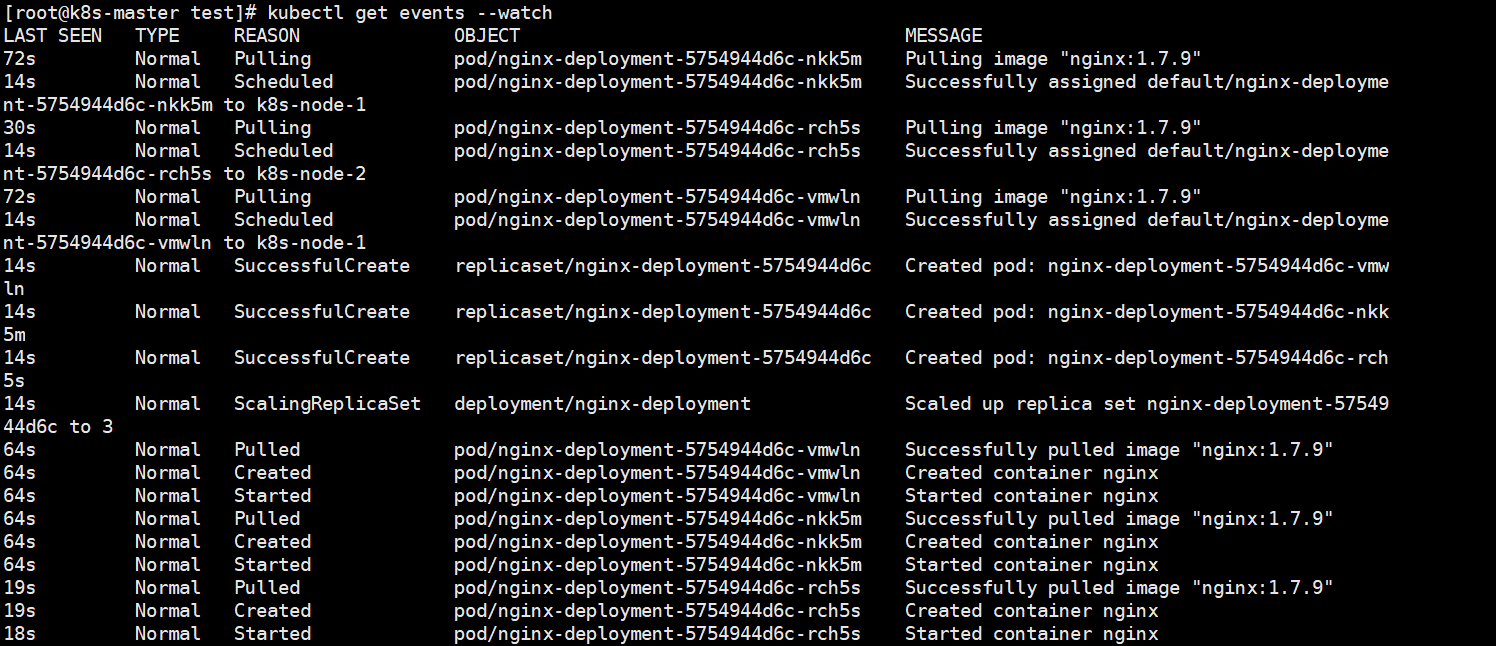 [root@k8s-master test]# kubectl get events --watch
LAST SEEN   TYPE     REASON              OBJECT                                   MESSAGE
72s         Normal   Pulling             pod/nginx-deployment-5754944d6c-nkk5m    Pulling image "nginx:1.7.9"
14s         Normal   Scheduled           pod/nginx-deployment-5754944d6c-nkk5m    Successfully assigned default/nginx-deployme
nt-5754944d6c-nkk5m to k8s-node-1
30s         Normal   Pulling             pod/nginx-deployment-5754944d6c-rch5s    Pulling image "nginx:1.7.9"
14s         Normal   Scheduled           pod/nginx-deployment-5754944d6c-rch5s    Successfully assigned default/nginx-deployme
nt-5754944d6c-rch5s to k8s-node-2
72s         Normal   Pulling             pod/nginx-deployment-5754944d6c-vmwln    Pulling image "nginx:1.7.9"
14s         Normal   Scheduled           pod/nginx-deployment-5754944d6c-vmwln    Successfully assigned default/nginx-deployme
nt-5754944d6c-vmwln to k8s-node-1
14s         Normal   SuccessfulCreate    replicaset/nginx-deployment-5754944d6c   Created pod: nginx-deployment-5754944d6c-vmw
ln
14s         Normal   SuccessfulCreate    replicaset/nginx-deployment-5754944d6c   Created pod: nginx-deployment-5754944d6c-nkk
5m
14s         Normal   SuccessfulCreate    replicaset/nginx-deployment-5754944d6c   Created pod: nginx-deployment-5754944d6c-rch
5s
14s         Normal   ScalingReplicaSet   deployment/nginx-deployment              Scaled up replica set nginx-deployment-57549
44d6c to 3
64s         Normal   Pulled              pod/nginx-deployment-5754944d6c-vmwln    Successfully pulled image "nginx:1.7.9"
64s         Normal   Created             pod/nginx-deployment-5754944d6c-vmwln    Created container nginx
64s         Normal   Started             pod/nginx-deployment-5754944d6c-vmwln    Started container nginx
64s         Normal   Pulled              pod/nginx-deployment-5754944d6c-nkk5m    Successfully pulled image "nginx:1.7.9"
64s         Normal   Created             pod/nginx-deployment-5754944d6c-nkk5m    Created container nginx
64s         Normal   Started             pod/nginx-deployment-5754944d6c-nkk5m    Started container nginx
19s         Normal   Pulled              pod/nginx-deployment-5754944d6c-rch5s    Successfully pulled image "nginx:1.7.9"
19s         Normal   Created             pod/nginx-deployment-5754944d6c-rch5s    Created container nginx
18s         Normal   Started             pod/nginx-deployment-5754944d6c-rch5s    Started container nginx